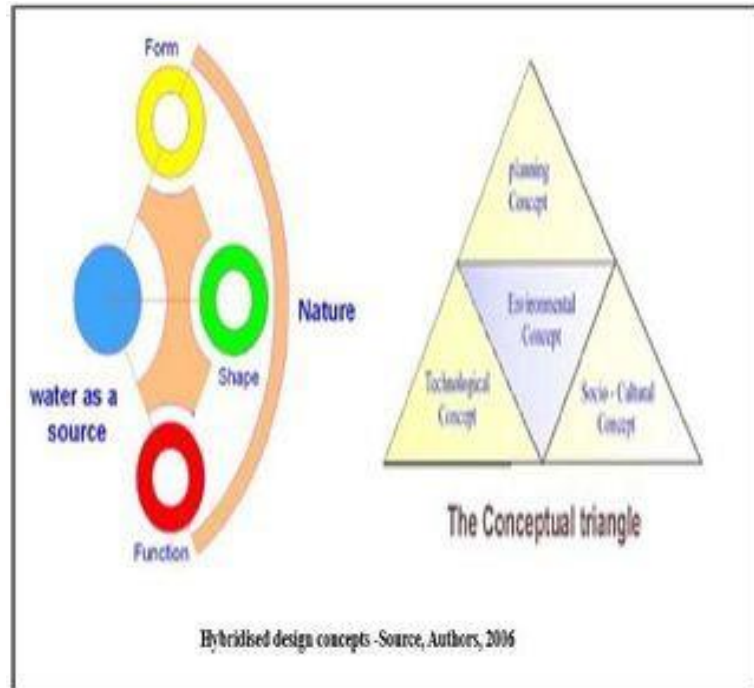 Form
Nature
Shape
water as a
source
Function
planning
Concept
Environmental
Concept
Technological
Concept
Socio - Cultural
Concept
The Conceptual triangle
Hybridised design concepts -Source, Authors, 2006